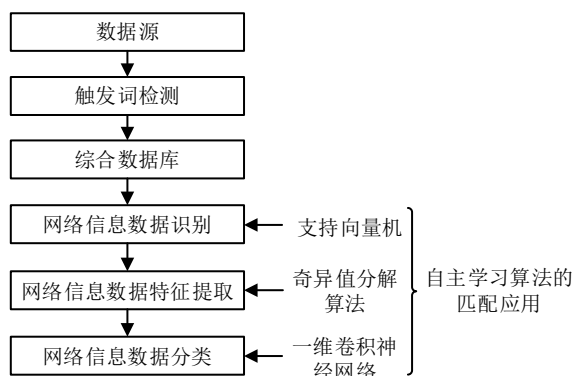 数据源
触发词检测
综合数据库
网络信息数据识别
支持向量机
网络信息数据特征提取
奇异值分解
算法
网络信息数据分类
一维卷积神
经网络
自主学习算法的
匹配应用